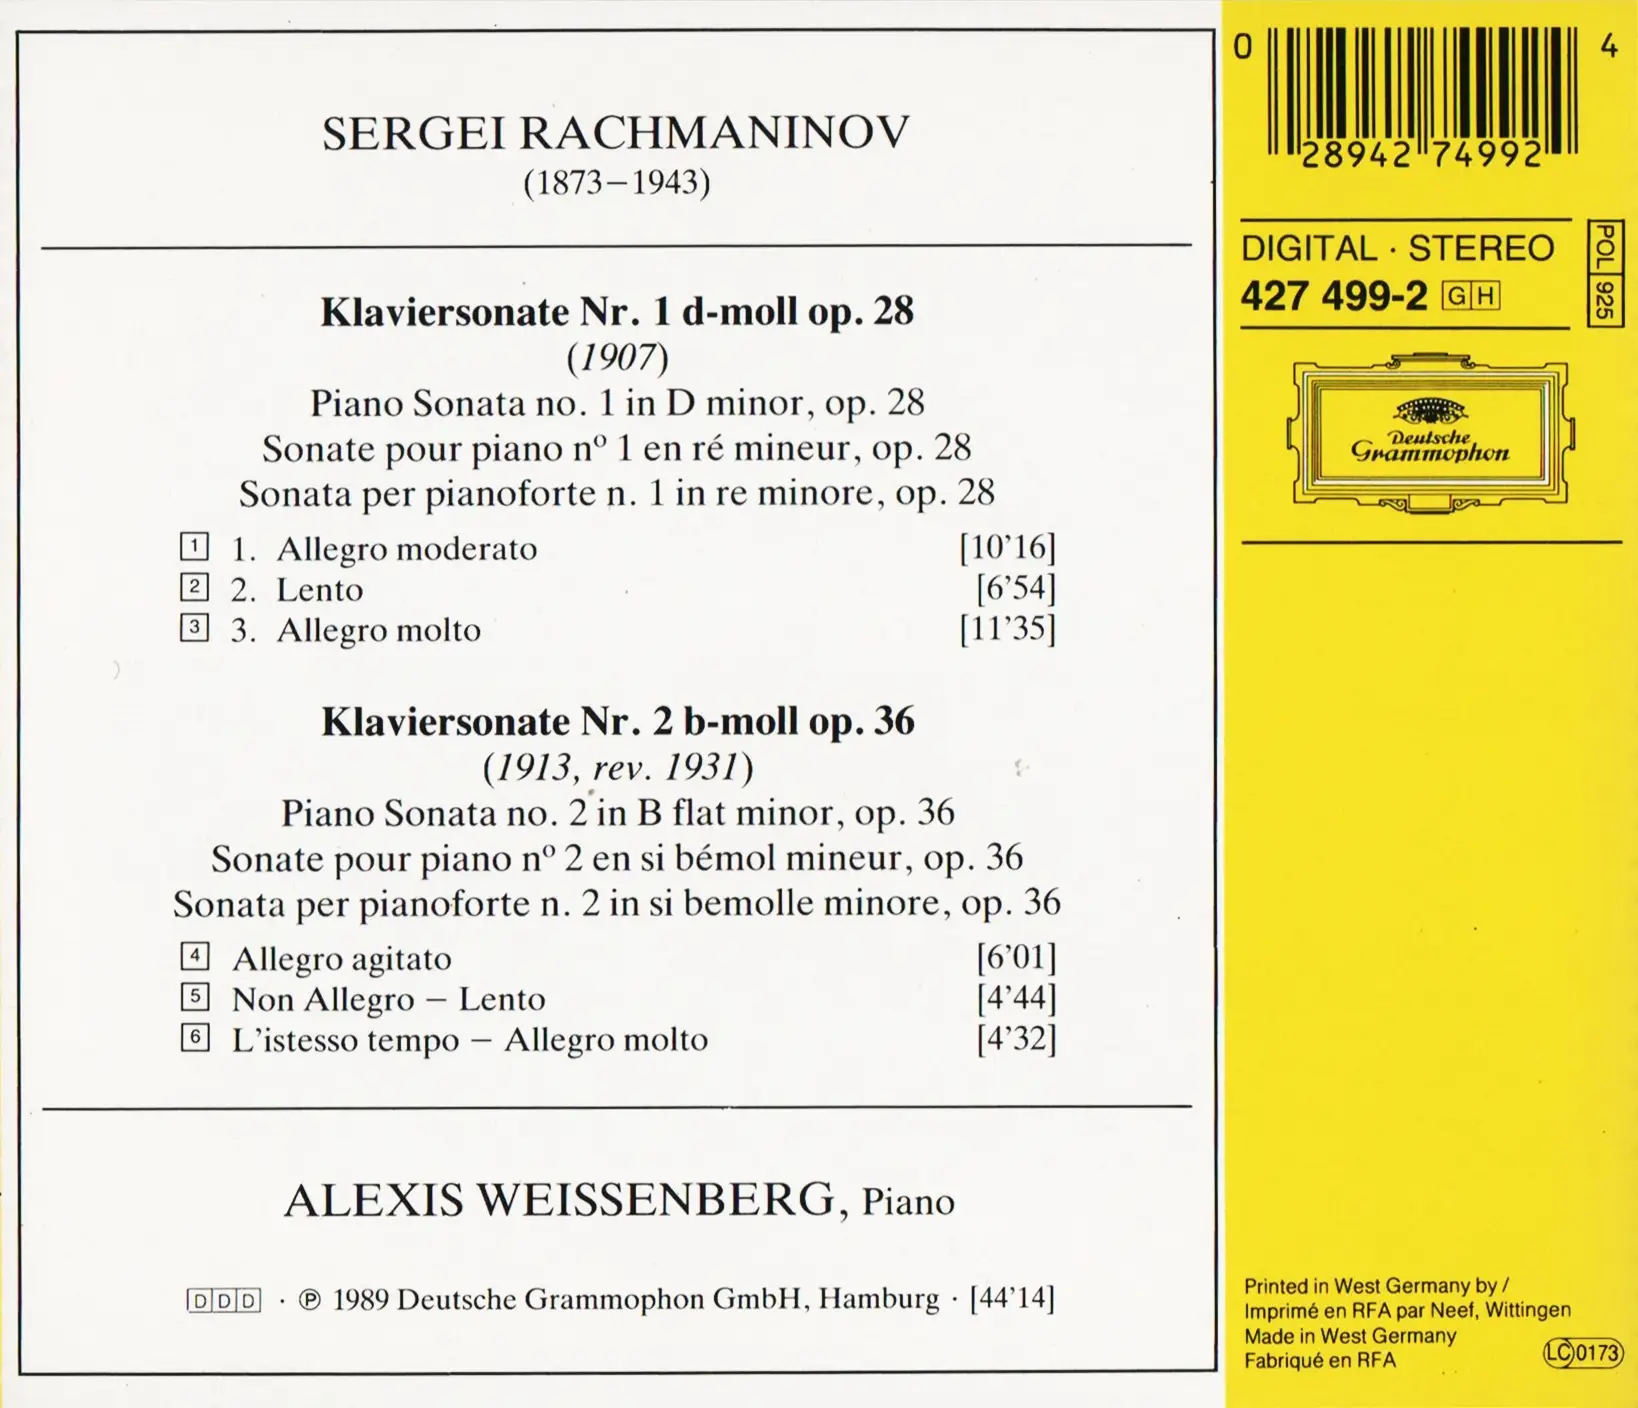 SERGEI RACHMANINOV
(1873–1943)
Klaviersonate Nr. 1 d-moll op. 28
(1907)
Piano Sonata no. 1 in D minor, op. 28
Sonate pour piano nº 1 en ré mineur, op. 28
Sonata per pianoforte n. 1 in re minore, op. 28
1 1. Allegro moderato [10’16]
2 2. Lento [6’54]
3 3. Allegro molto [11’35]
Klaviersonate Nr. 2 b-moll op. 36
(1913, rev. 1931)
Piano Sonata no. 2 in B flat minor, op. 36
Sonate pour piano nº 2 en si bémol mineur, op. 36
Sonata per pianoforte n. 2 in si bemolle minore, op. 36
4 Allegro agitato [6’01]
5 Non Allegro – Lento [4’44]
6 L’istesso tempo – Allegro molto [4’32]
ALEXIS WEISSENBERG, Piano
DDD · ℗ 1989 Deutsche Grammophon GmbH, Hamburg · [44’14]
0 28942 74992 4
DIGITAL · STEREO
427 499-2 GH
POL 925
Deutsche
Grammophon
Printed in West Germany by /
Imprimé en RFA par Neef, Wittingen
Made in West Germany
Fabriqué en RFA
LC 0173